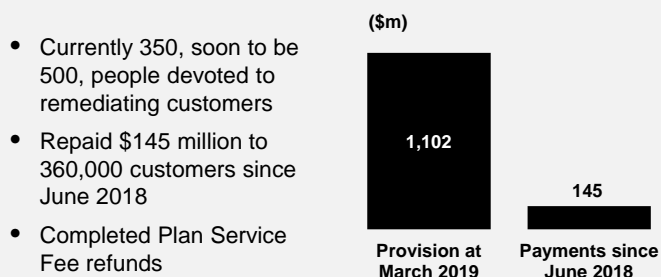 • Currently 350, soon to be
500, people devoted to
remediating customers
• Repaid $145 million to
360,000 customers since
June 2018
• Completed Plan Service
Fee refunds
($m)
1,102
145
Provision at
March 2019
Payments since
June 2018